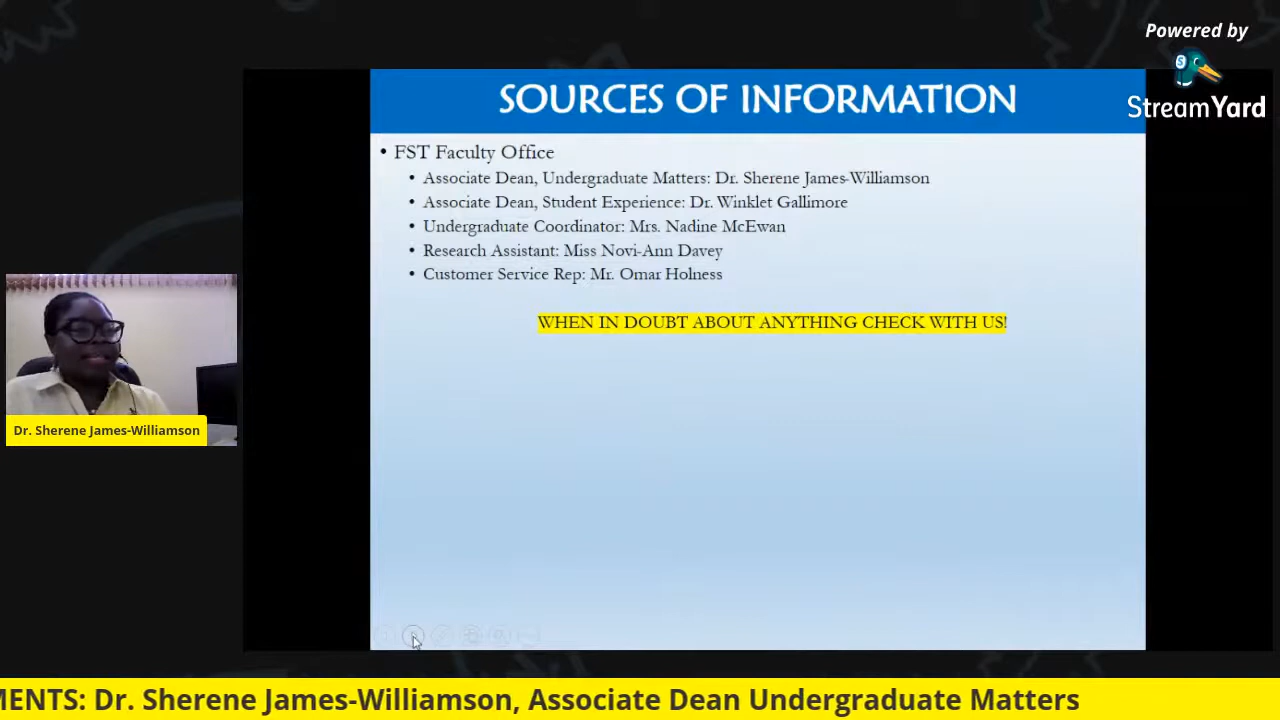 Powered by
StreamYard
SOURCES OF INFORMATION
• FST Faculty Office
• Associate Dean, Undergraduate Matters: Dr. Sherene James-Williamson
• Associate Dean, Student Experience: Dr. Winklet Gallimore
• Undergraduate Coordinator: Mrs. Nadine McEwan
• Research Assistant: Miss Novi-Ann Davey
• Customer Service Rep: Mr. Omar Holness
WHEN IN DOUBT ABOUT ANYTHING CHECK WITH US!
Dr. Sherene James-Williamson
MENTS: Dr. Sherene James-Williamson, Associate Dean Undergraduate Matters